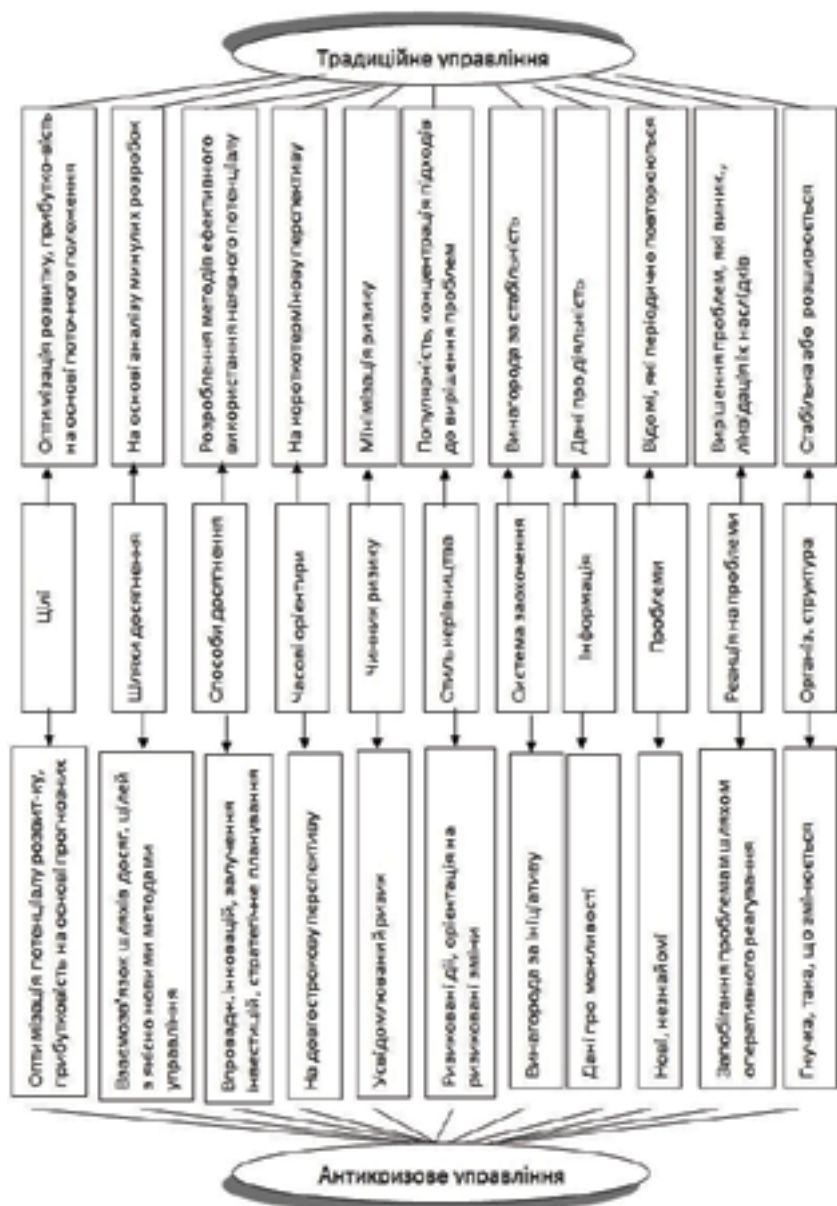 Традиційне управління
Оптимізація розвитку, прибутко-вість
на основі поточного положення
На основі аналізу минулих розробок
Розроблення методів ефективного
використання наявного потенціалу
На короткотермінову перспективу
Мінімізація ризику
Популярність, концентрація підходів
до вирішення проблем
Винагорода за стабільність
Дані про діяльність
Відомі, які періодично повторюються
Вирішення проблем, які виник.,
ліквідація їх наслідків
Стабільна або розширюється
Цілі
Шляхи досягнення
Способи досягнення
Часові орієнтири
Чинник ризику
Стиль керівництва
Система заохочення
Інформація
Проблеми
Реакція на проблеми
Організ. структура
Оптимізація потенціалу розвит-ку,
прибутковість на основі прогнозних
Взаємозв'язок шляхів досяг. цілей
з якісно новими методами
управління
Впровадж. інновацій, залучення
інвестицій, стратегічне планування
На довгострокову перспективу
Усвідомлований ризик
Ризиковані дії, орієнтація на
ризиковані зміни
Винагорода за ініціативу
Дані про можливості
Нові, незнайомі
Запобігання проблемам шляхом
оперативного реагування
Гнучка, така, що змінюється
Антикризове управління